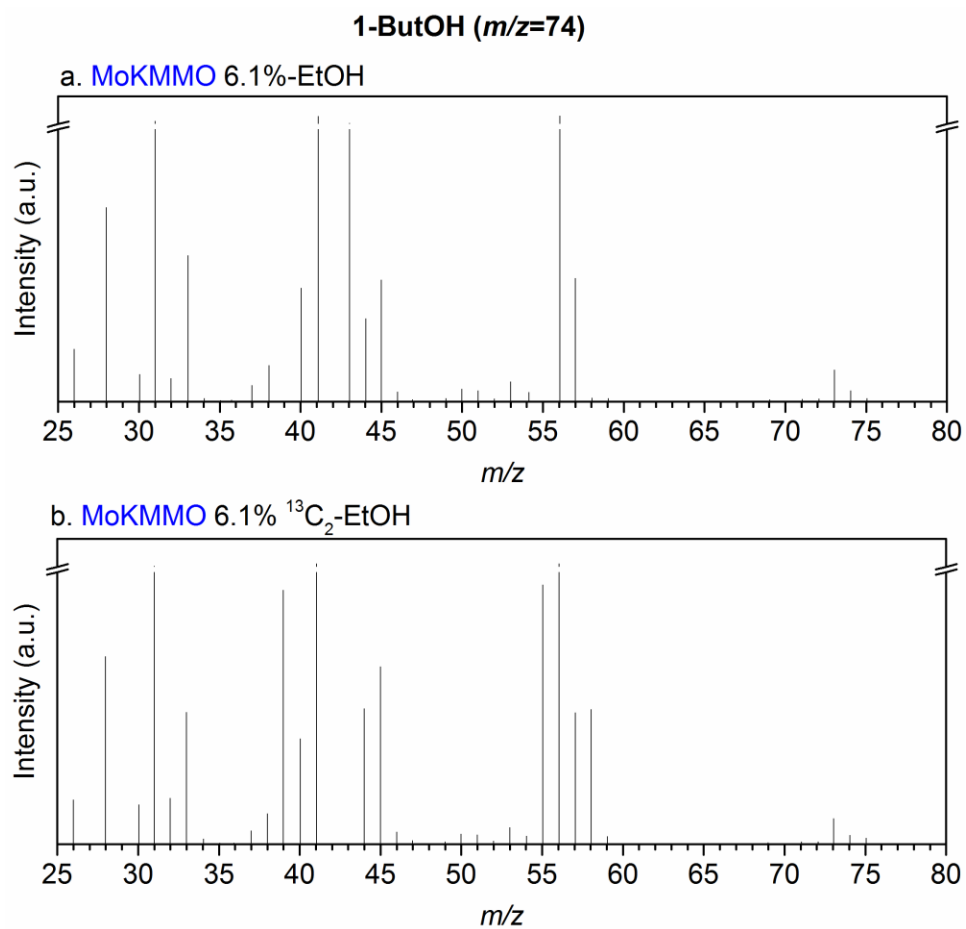 1-ButOH (m/z=74)
a. MoKMMO 6.1%-EtOH
Intensity (a.u.)
25 30 35 40 45 50 55 60 65 70 75 80
m/z
b. MoKMMO 6.1% ¹³C₂-EtOH
Intensity (a.u.)
25 30 35 40 45 50 55 60 65 70 75 80
m/z